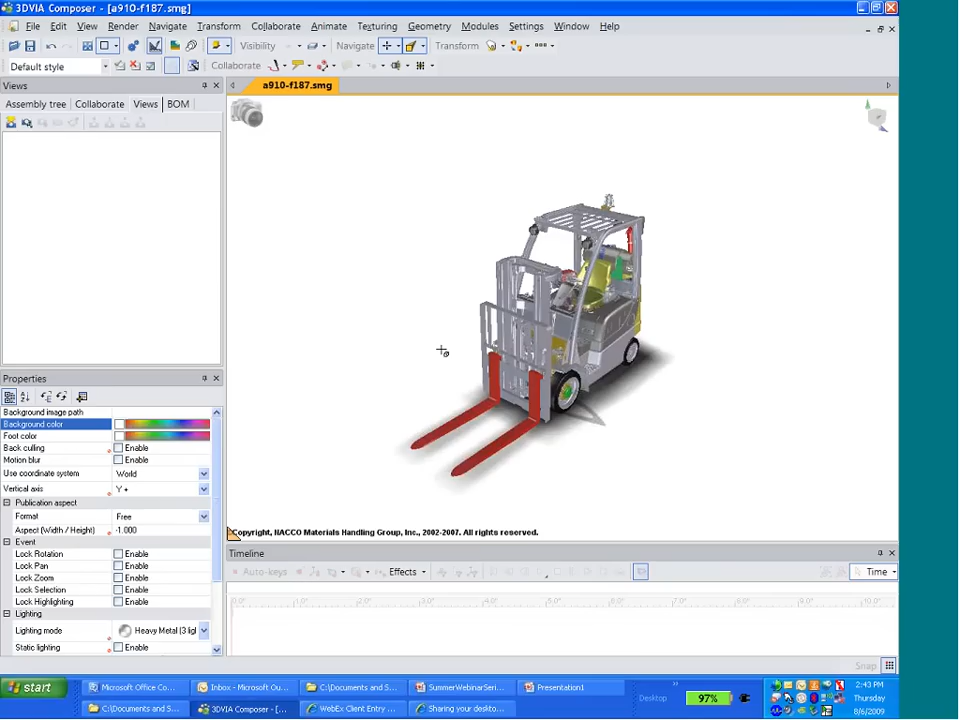 3DVIA Composer - [a910-f187.smg]
File Edit View Render Navigate Transform Collaborate Animate Texturing Geometry Modules Settings Window Help
Visibility Navigate Transform
Default style Collaborate
Views
a910-f187.smg
Assembly tree Collaborate Views BOM
Properties
Background image path
Background color
Foot color
Back culling Enable
Motion blur Enable
Use coordinate system World
Vertical axis Y +
Publication aspect
Format Free
Aspect (Width / Height) -1.000
Event
Lock Rotation Enable
Lock Pan Enable
Lock Zoom Enable
Lock Selection Enable
Lock Highlighting Enable
Lighting
Lighting mode Heavy Metal (3 ligl
Static lighting Enable
Copyright, NACCO Materials Handling Group, Inc., 2002-2007. All rights reserved.
Timeline
Auto-keys Effects Time
Snap
start
Microsoft Office Co... Inbox - Microsoft Ou... C:\Documents and S... SummerWebinarSeri... Presentation1
C:\Documents and S... 3DVIA Composer - [... WebEx Client Entry ... Sharing your deskto...
Desktop
97%
2:43 PM
Thursday
8/6/2009